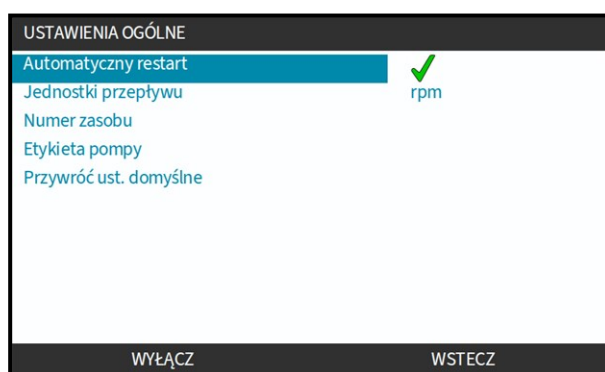 USTAWIENIA OGÓLNE
Automatyczny restart
Jednostki przepływu rpm
Numer zasobu
Etykieta pompy
Przywróć ust. domyślne
WYŁĄCZ WSTECZ